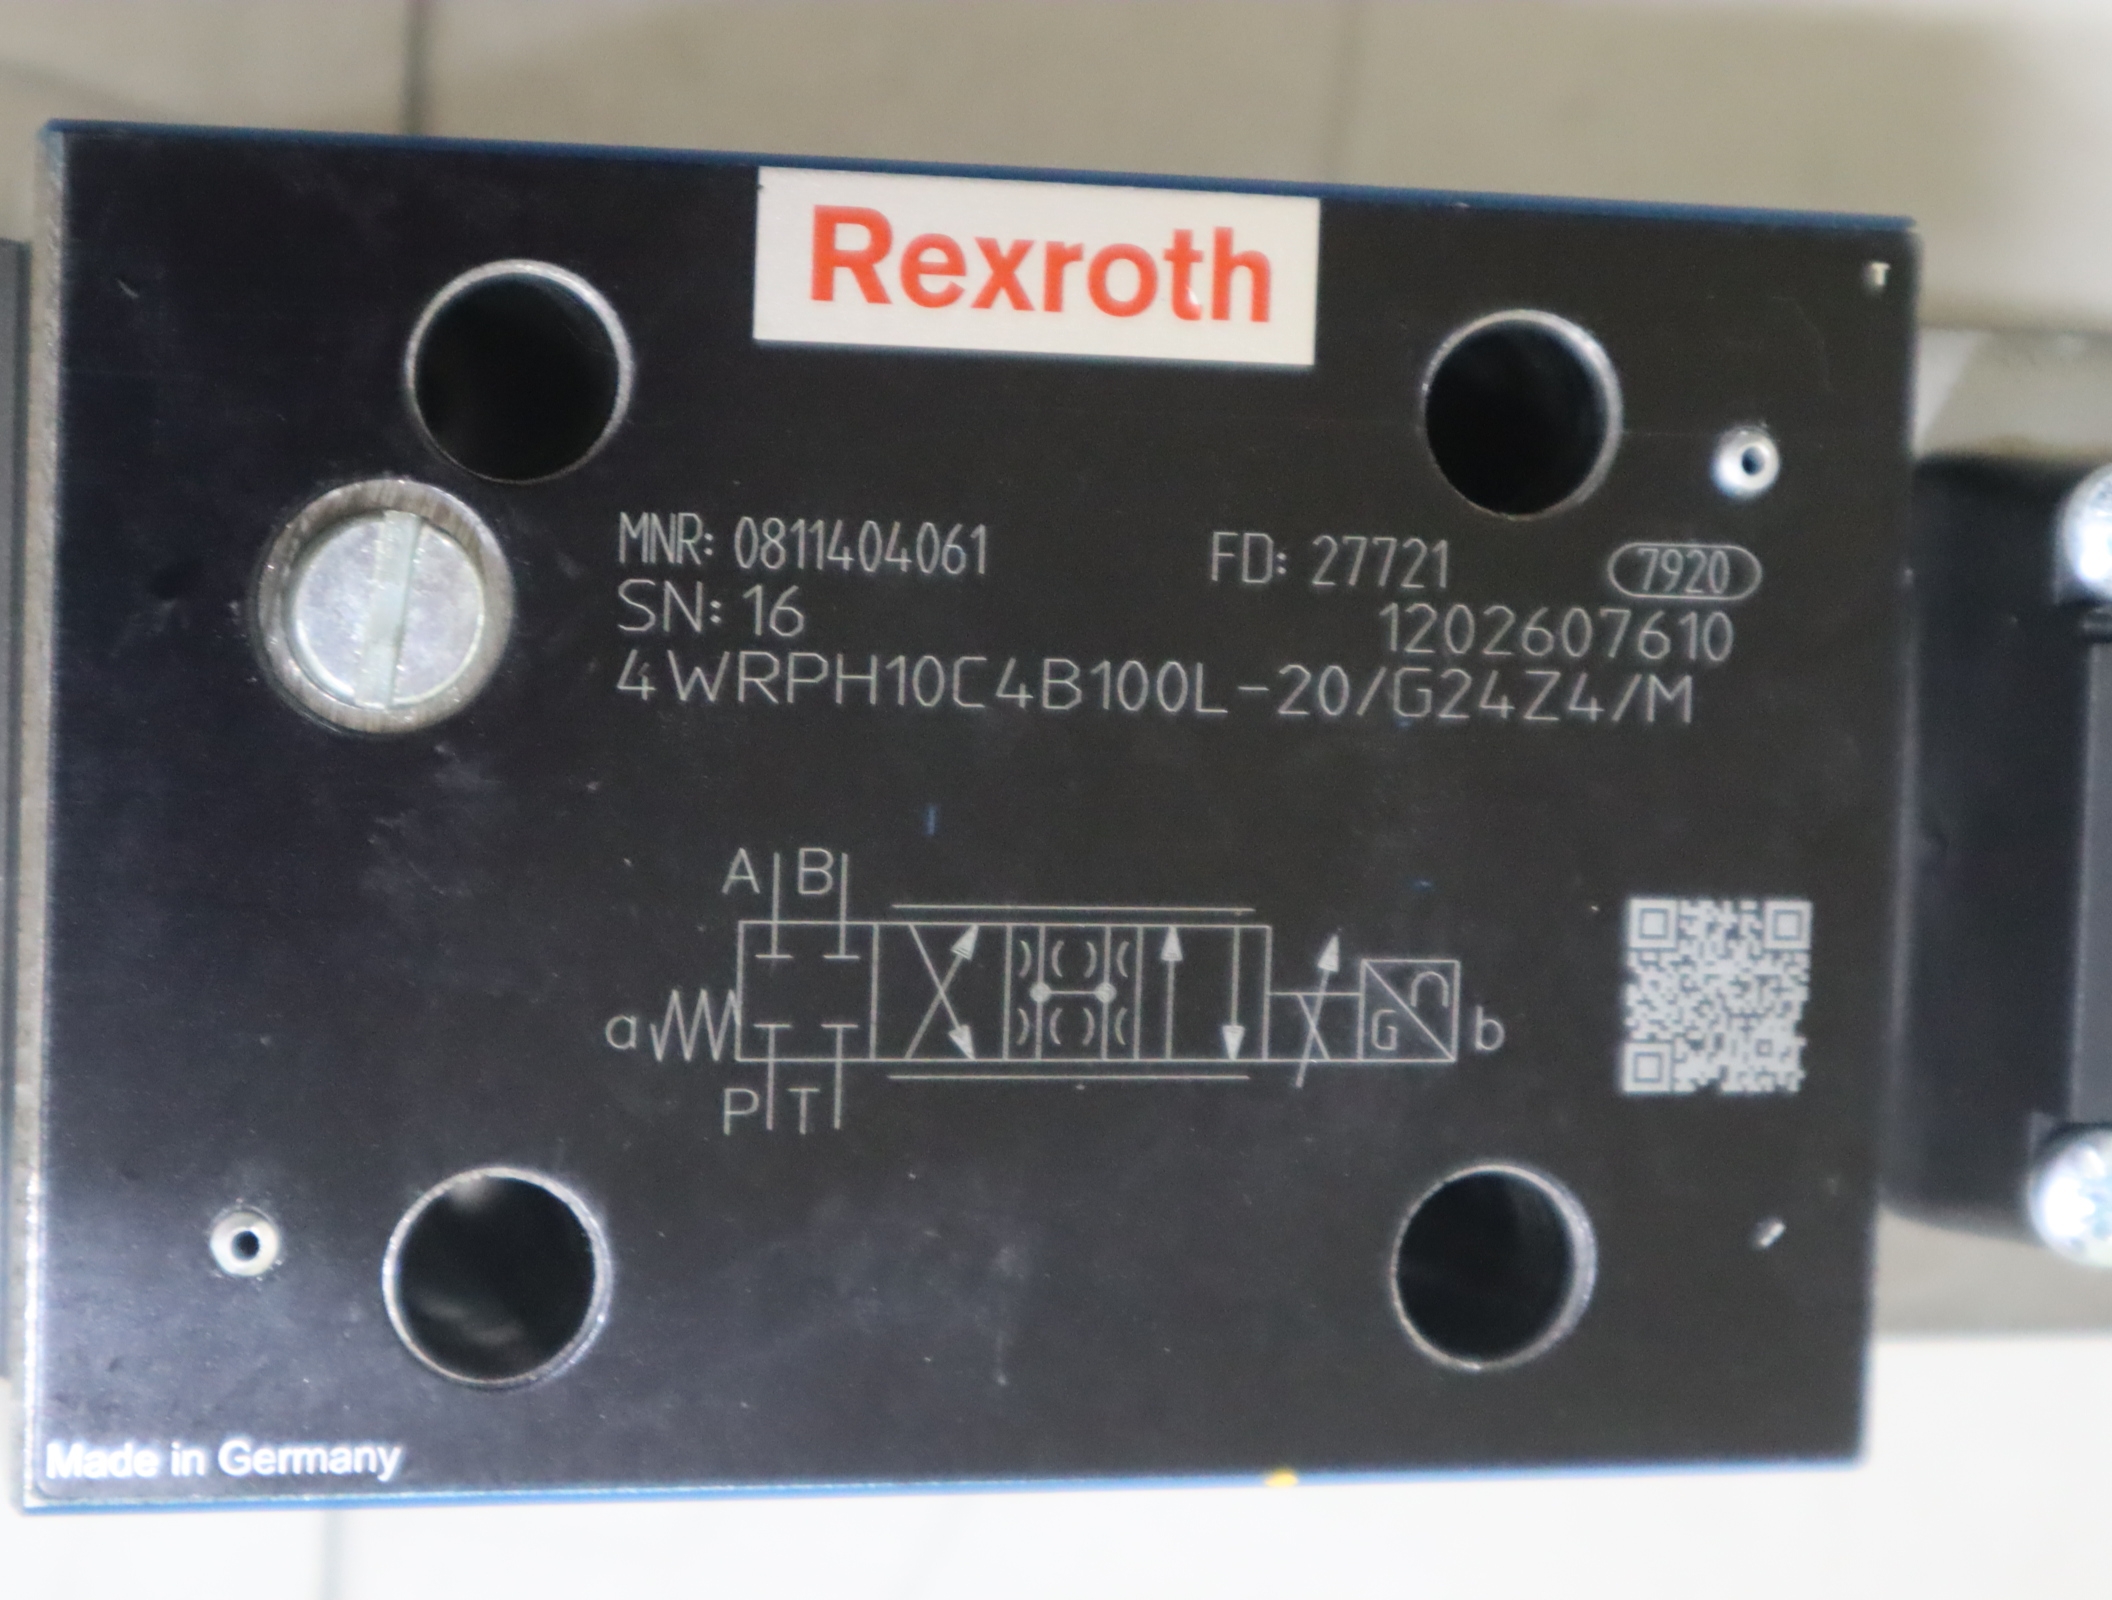 Rexroth
MNR: 0811404061 FD: 27721 7920
SN: 16 1202607610
4WRPH10C4B100L-20/G24Z4/M
A B
a G b
P T
Made in Germany